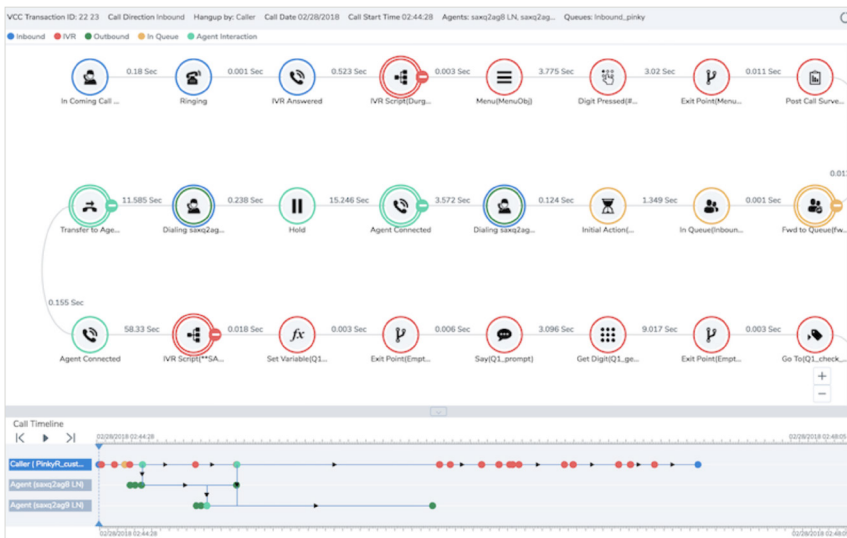 VCC Transaction ID: 22 23 Call Direction Inbound Hangup by: Caller Call Date 02/28/2018 Call Start Time 02:44:28 Agents: saxq2ag8 LN, saxq2ag... Queues: Inbound_pinky
Inbound IVR Outbound In Queue Agent Interaction
0.18 Sec 0.001 Sec 0.523 Sec 0.003 Sec 3.775 Sec 3.02 Sec 0.011 Sec
In Coming Call ... Ringing IVR Answered IVR Script(Durg... Menu(MenuObj) Digit Pressed(#... Exit Point(Menu... Post Call Surve...
11.585 Sec 0.238 Sec 15.246 Sec 3.572 Sec 0.124 Sec 1.349 Sec 0.001 Sec
Transfer to Age... Dialing saxq2ag... Hold Agent Connected Dialing saxq2ag... Initial Action(... In Queue(Inboun... Fwd to Queue(fw...
0.155 Sec
58.33 Sec 0.018 Sec fx 0.003 Sec 0.006 Sec 3.096 Sec 9.017 Sec 0.003 Sec
Agent Connected IVR Script(**SA... Set Variable(Q1... Exit Point(Empt... Say(Q1_prompt) Get Digit(Q1_ge... Exit Point(Empt... Go To(Q1_check_...
+
−
Call Timeline
02/28/2018 02:44:28
Caller ( PinkyR_cust...
Agent (saxq2ag8 LN)
Agent (saxq2ag9 LN)
02/28/2018 02:44:28